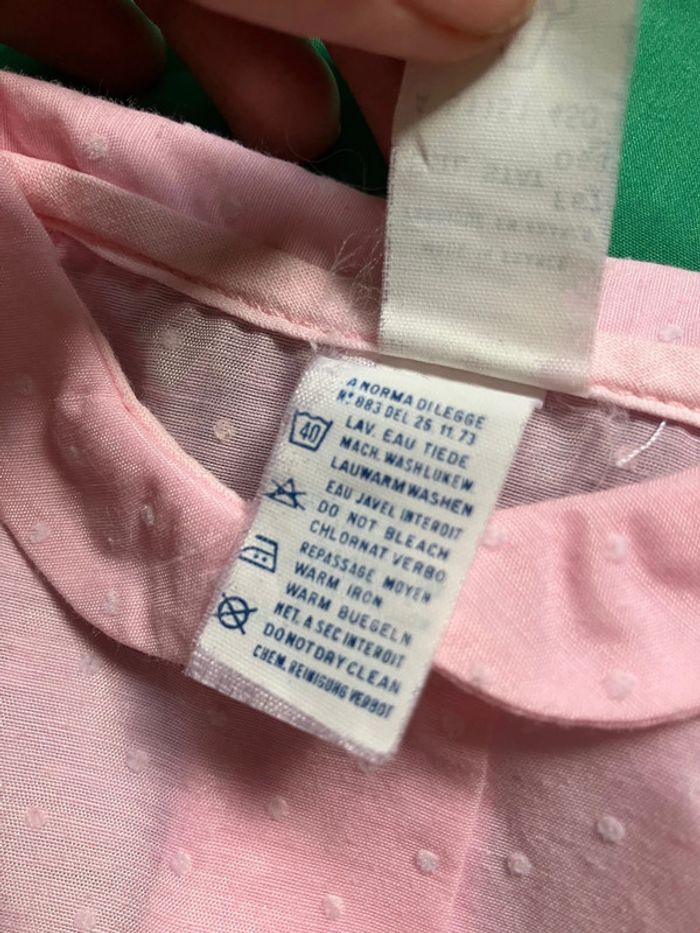 A NORMA DI LEGGE
N° 883 DEL 26.11.73
40
LAV. EAU TIEDE
MACH. WASH LUKEW.
LAUWARM WASHEN
EAU JAVEL INTERDIT
DO NOT BLEACH
CHLORNAT VERBO
REPASSAGE MOYEN
WARM IRON
WARM BUEGELN
NET. A SEC INTERDIT
DO NOT DRY CLEAN
CHEM. REINIGUNG VERBOT